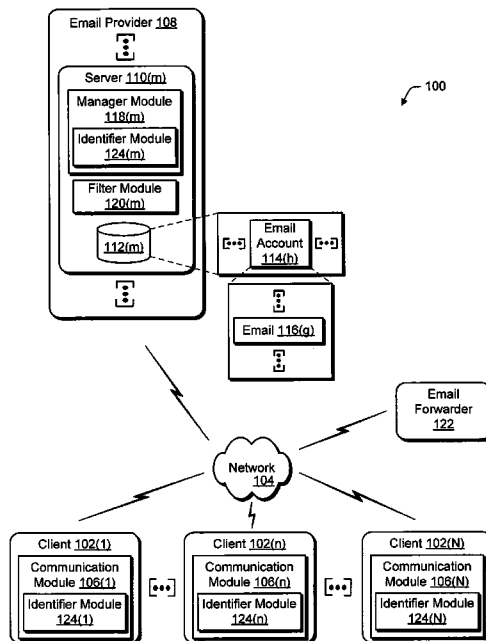 Email Provider 108
[⋮]
Server 110(m)
Manager Module
118(m)
Identifier Module
124(m)
Filter Module
120(m)
112(m)
100
[•••]
Email
Account
114(h)
[•••]
[⋮]
Email 116(g)
[⋮]
[⋮]
Email
Forwarder
122
Network
104
Client 102(1)
Communication
Module 106(1)
Identifier Module
124(1)
[•••]
Client 102(n)
Communication
Module 106(n)
Identifier Module
124(n)
[•••]
Client 102(N)
Communication
Module 106(N)
Identifier Module
124(N)